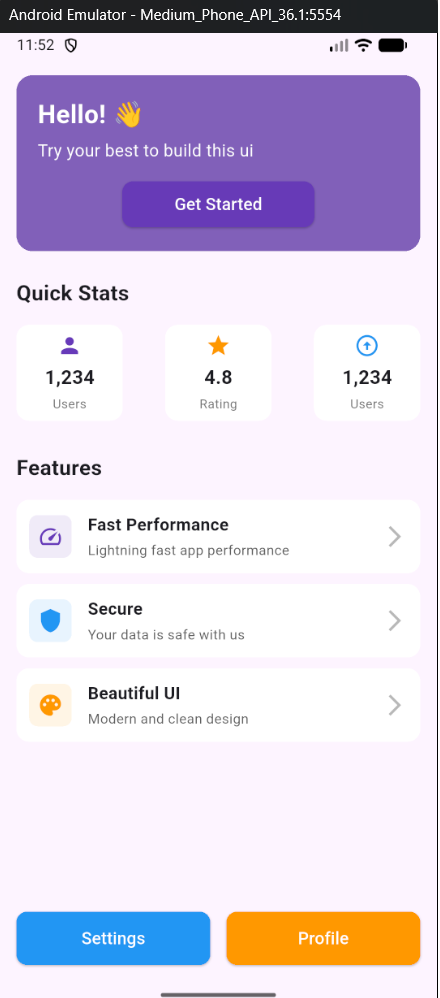 Android Emulator - Medium_Phone_API_36.1:5554
11:52
Hello! 👋
Try your best to build this ui
Get Started
Quick Stats
1,234
Users
4.8
Rating
1,234
Users
Features
Fast Performance
Lightning fast app performance
Secure
Your data is safe with us
Beautiful UI
Modern and clean design
Settings
Profile